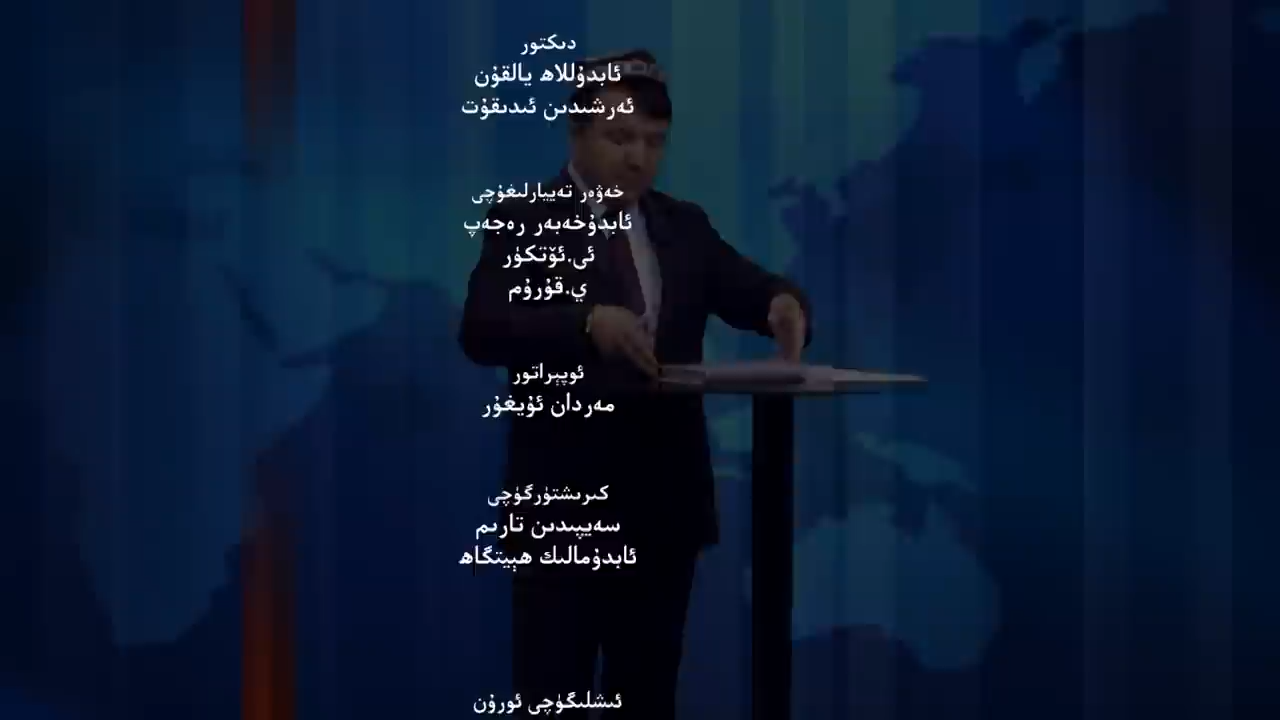 دىكتور
ئابدۇللاھ يالقۇن
ئەرشىدىن ئىدىقۇت
خەۋەر تەييارلىغۇچى
ئابدۇخەبەر رەجەپ
ئى.ئۆتكۈر
ي.قۇرۇم
ئوپېراتور
مەردان ئۇيغۇر
كىرىشتۈرگۈچى
سەيپىدىن تارىم
ئابدۇمالىك ھېيتگاھ
ئىشلىگۈچى ئورۇن